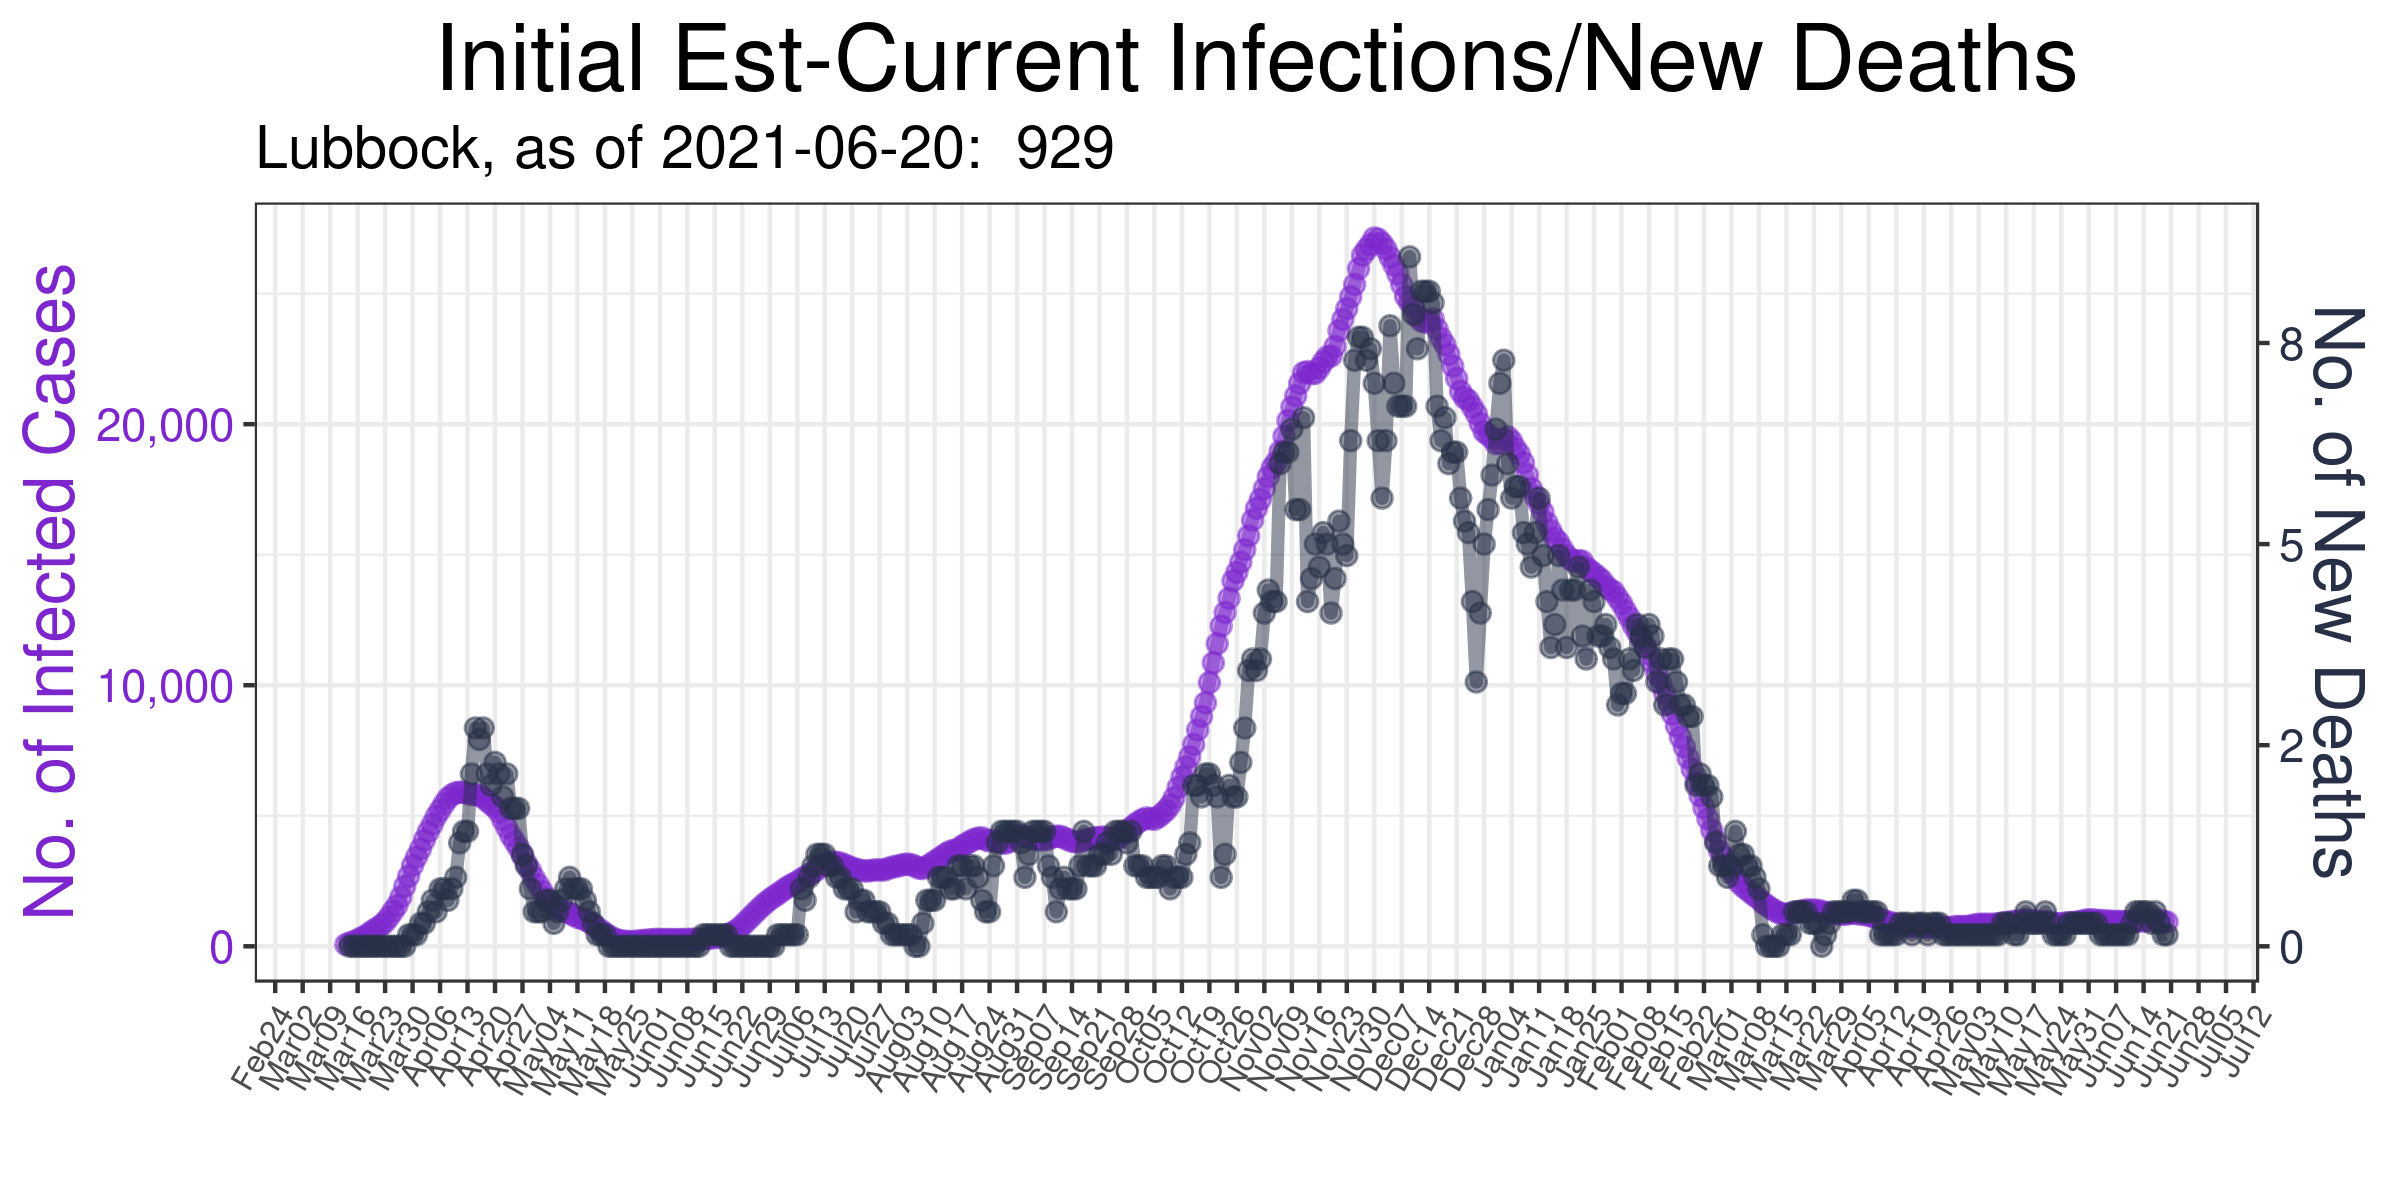 Initial Est-Current Infections/New Deaths
Lubbock, as of 2021-06-20:  929
No. of Infected Cases
20,000
10,000
0
8
5
2
0
No. of New Deaths
Feb24
Mar02
Mar09
Mar16
Mar23
Mar30
Apr06
Apr13
Apr20
Apr27
May04
May11
May18
May25
Jun01
Jun08
Jun15
Jun22
Jun29
Jul06
Jul13
Jul20
Jul27
Aug03
Aug10
Aug17
Aug24
Aug31
Sep07
Sep14
Sep21
Sep28
Oct05
Oct12
Oct19
Oct26
Nov02
Nov09
Nov16
Nov23
Nov30
Dec07
Dec14
Dec21
Dec28
Jan04
Jan11
Jan18
Jan25
Feb01
Feb08
Feb15
Feb22
Mar01
Mar08
Mar15
Mar22
Mar29
Apr05
Apr12
Apr19
Apr26
May03
May10
May17
May24
May31
Jun07
Jun14
Jun21
Jun28
Jul05
Jul12